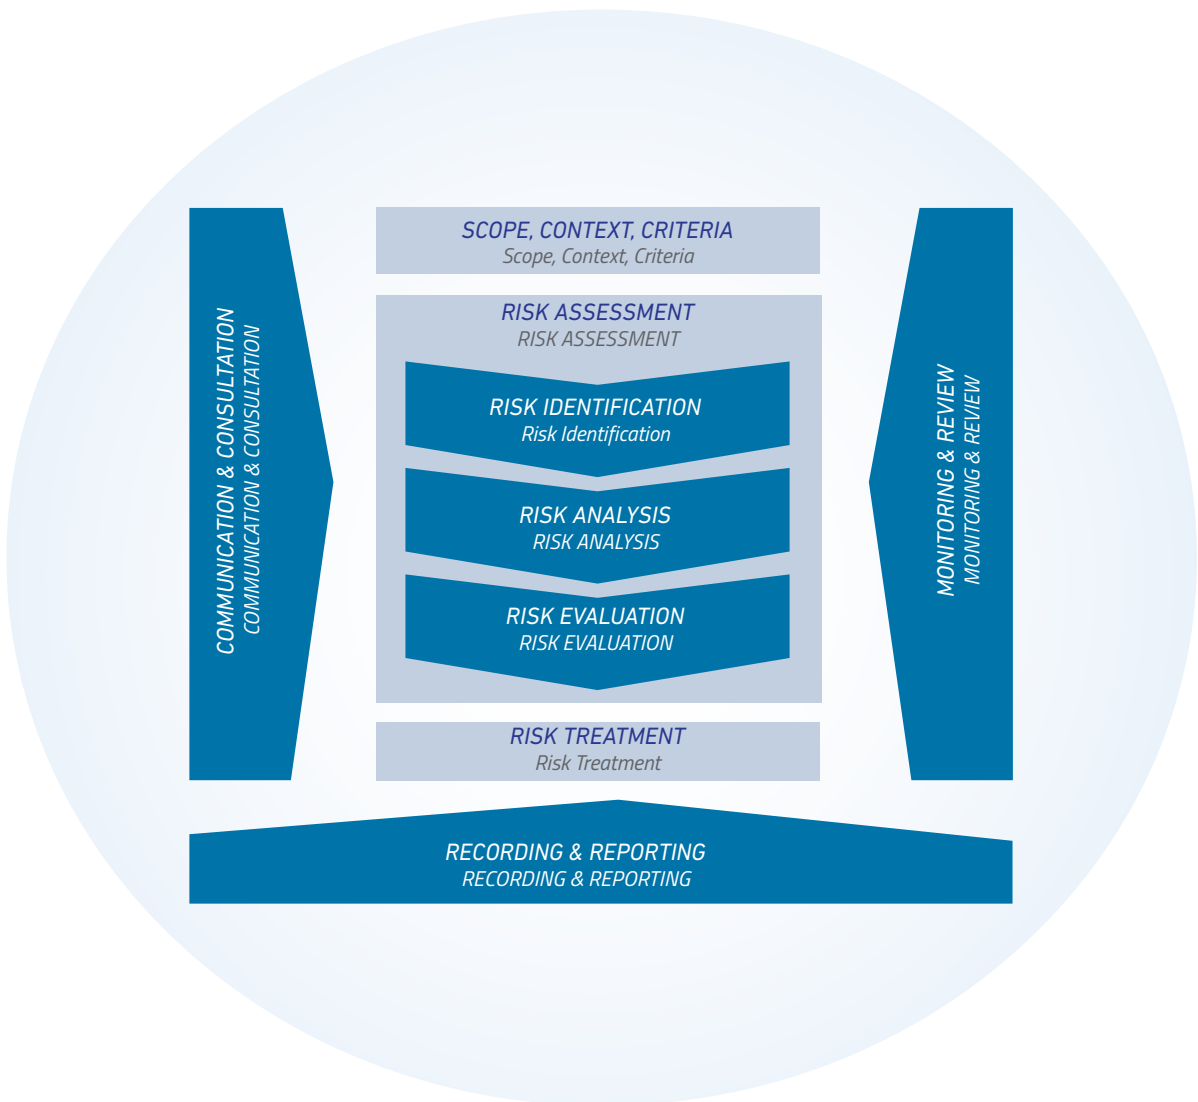 SCOPE, CONTEXT, CRITERIA
Scope, Context, Criteria
RISK ASSESSMENT
RISK ASSESSMENT
RISK IDENTIFICATION
Risk Identification
RISK ANALYSIS
RISK ANALYSIS
RISK EVALUATION
RISK EVALUATION
RISK TREATMENT
Risk Treatment
COMMUNICATION & CONSULTATION
COMMUNICATION & CONSULTATION
MONITORING & REVIEW
MONITORING & REVIEW
RECORDING & REPORTING
RECORDING & REPORTING